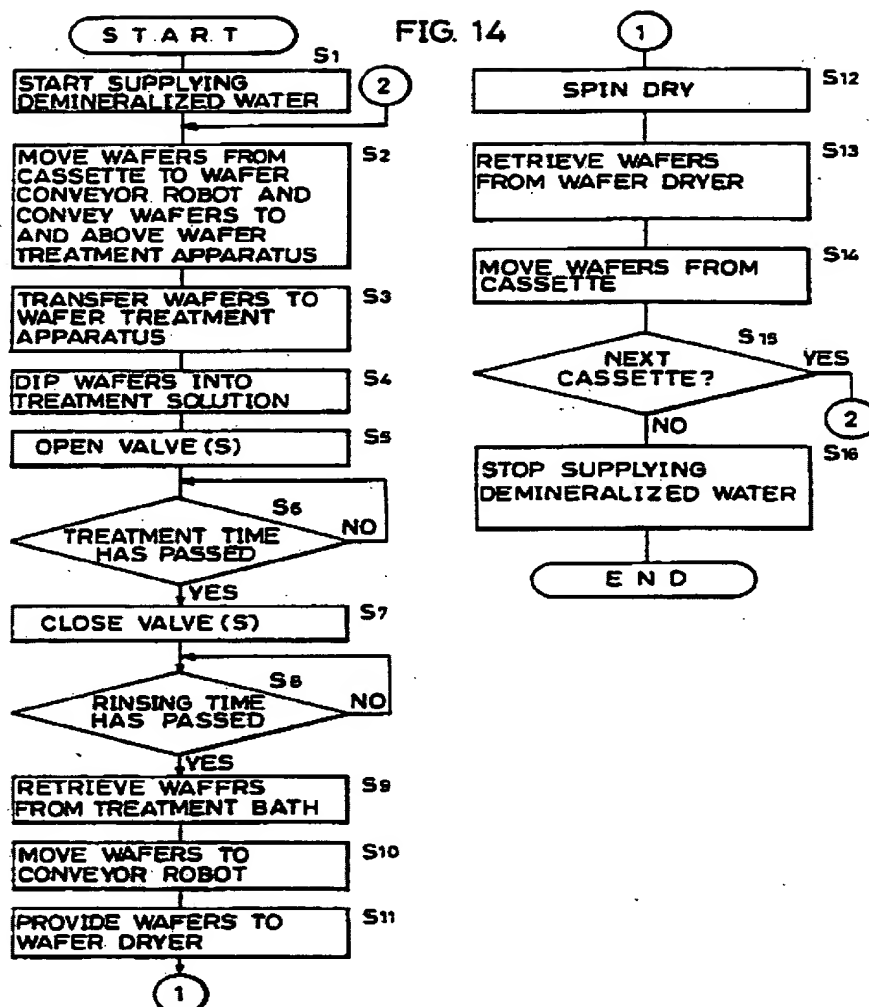 START
FIG. 14
S1
START SUPPLYING
DEMINERALIZED WATER
2
S2
MOVE WAFERS FROM
CASSETTE TO WAFER
CONVEYOR ROBOT AND
CONVEY WAFERS TO
AND ABOVE WAFER
TREATMENT APPARATUS
S3
TRANSFER WAFERS TO
WAFER TREATMENT
APPARATUS
S4
DIP WAFERS INTO
TREATMENT SOLUTION
S5
OPEN VALVE(S)
S6
TREATMENT TIME
HAS PASSED
NO
YES
S7
CLOSE VALVE(S)
S8
RINSING TIME
HAS PASSED
NO
YES
S9
RETRIEVE WAFFRS
FROM TREATMENT BATH
S10
MOVE WAFERS TO
CONVEYOR ROBOT
S11
PROVIDE WAFERS TO
WAFER DRYER
1
1
S12
SPIN DRY
S13
RETRIEVE WAFERS
FROM WAFER DRYER
S14
MOVE WAFERS FROM
CASSETTE
S15
NEXT
CASSETTE?
YES
2
NO
S16
STOP SUPPLYING
DEMINERALIZED WATER
END